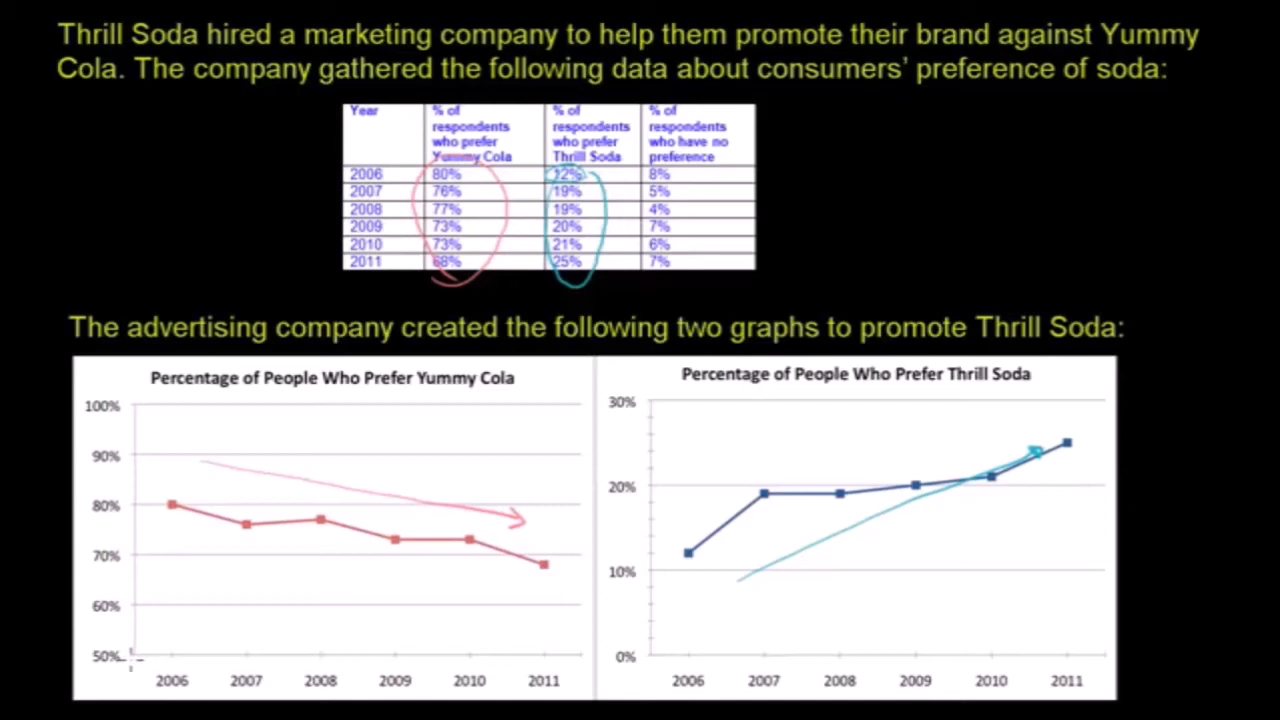 Thrill Soda hired a marketing company to help them promote their brand against Yummy
Cola. The company gathered the following data about consumers' preference of soda:
Year % of respondents who prefer Yummy Cola % of respondents who prefer Thrill Soda % of respondents who have no preference
2006 80% 12% 8%
2007 76% 19% 5%
2008 77% 19% 4%
2009 73% 20% 7%
2010 73% 21% 6%
2011 68% 25% 7%
The advertising company created the following two graphs to promote Thrill Soda:
Percentage of People Who Prefer Yummy Cola
100%
90%
80%
70%
60%
50%
2006 2007 2008 2009 2010 2011
Percentage of People Who Prefer Thrill Soda
30%
20%
10%
0%
2006 2007 2008 2009 2010 2011